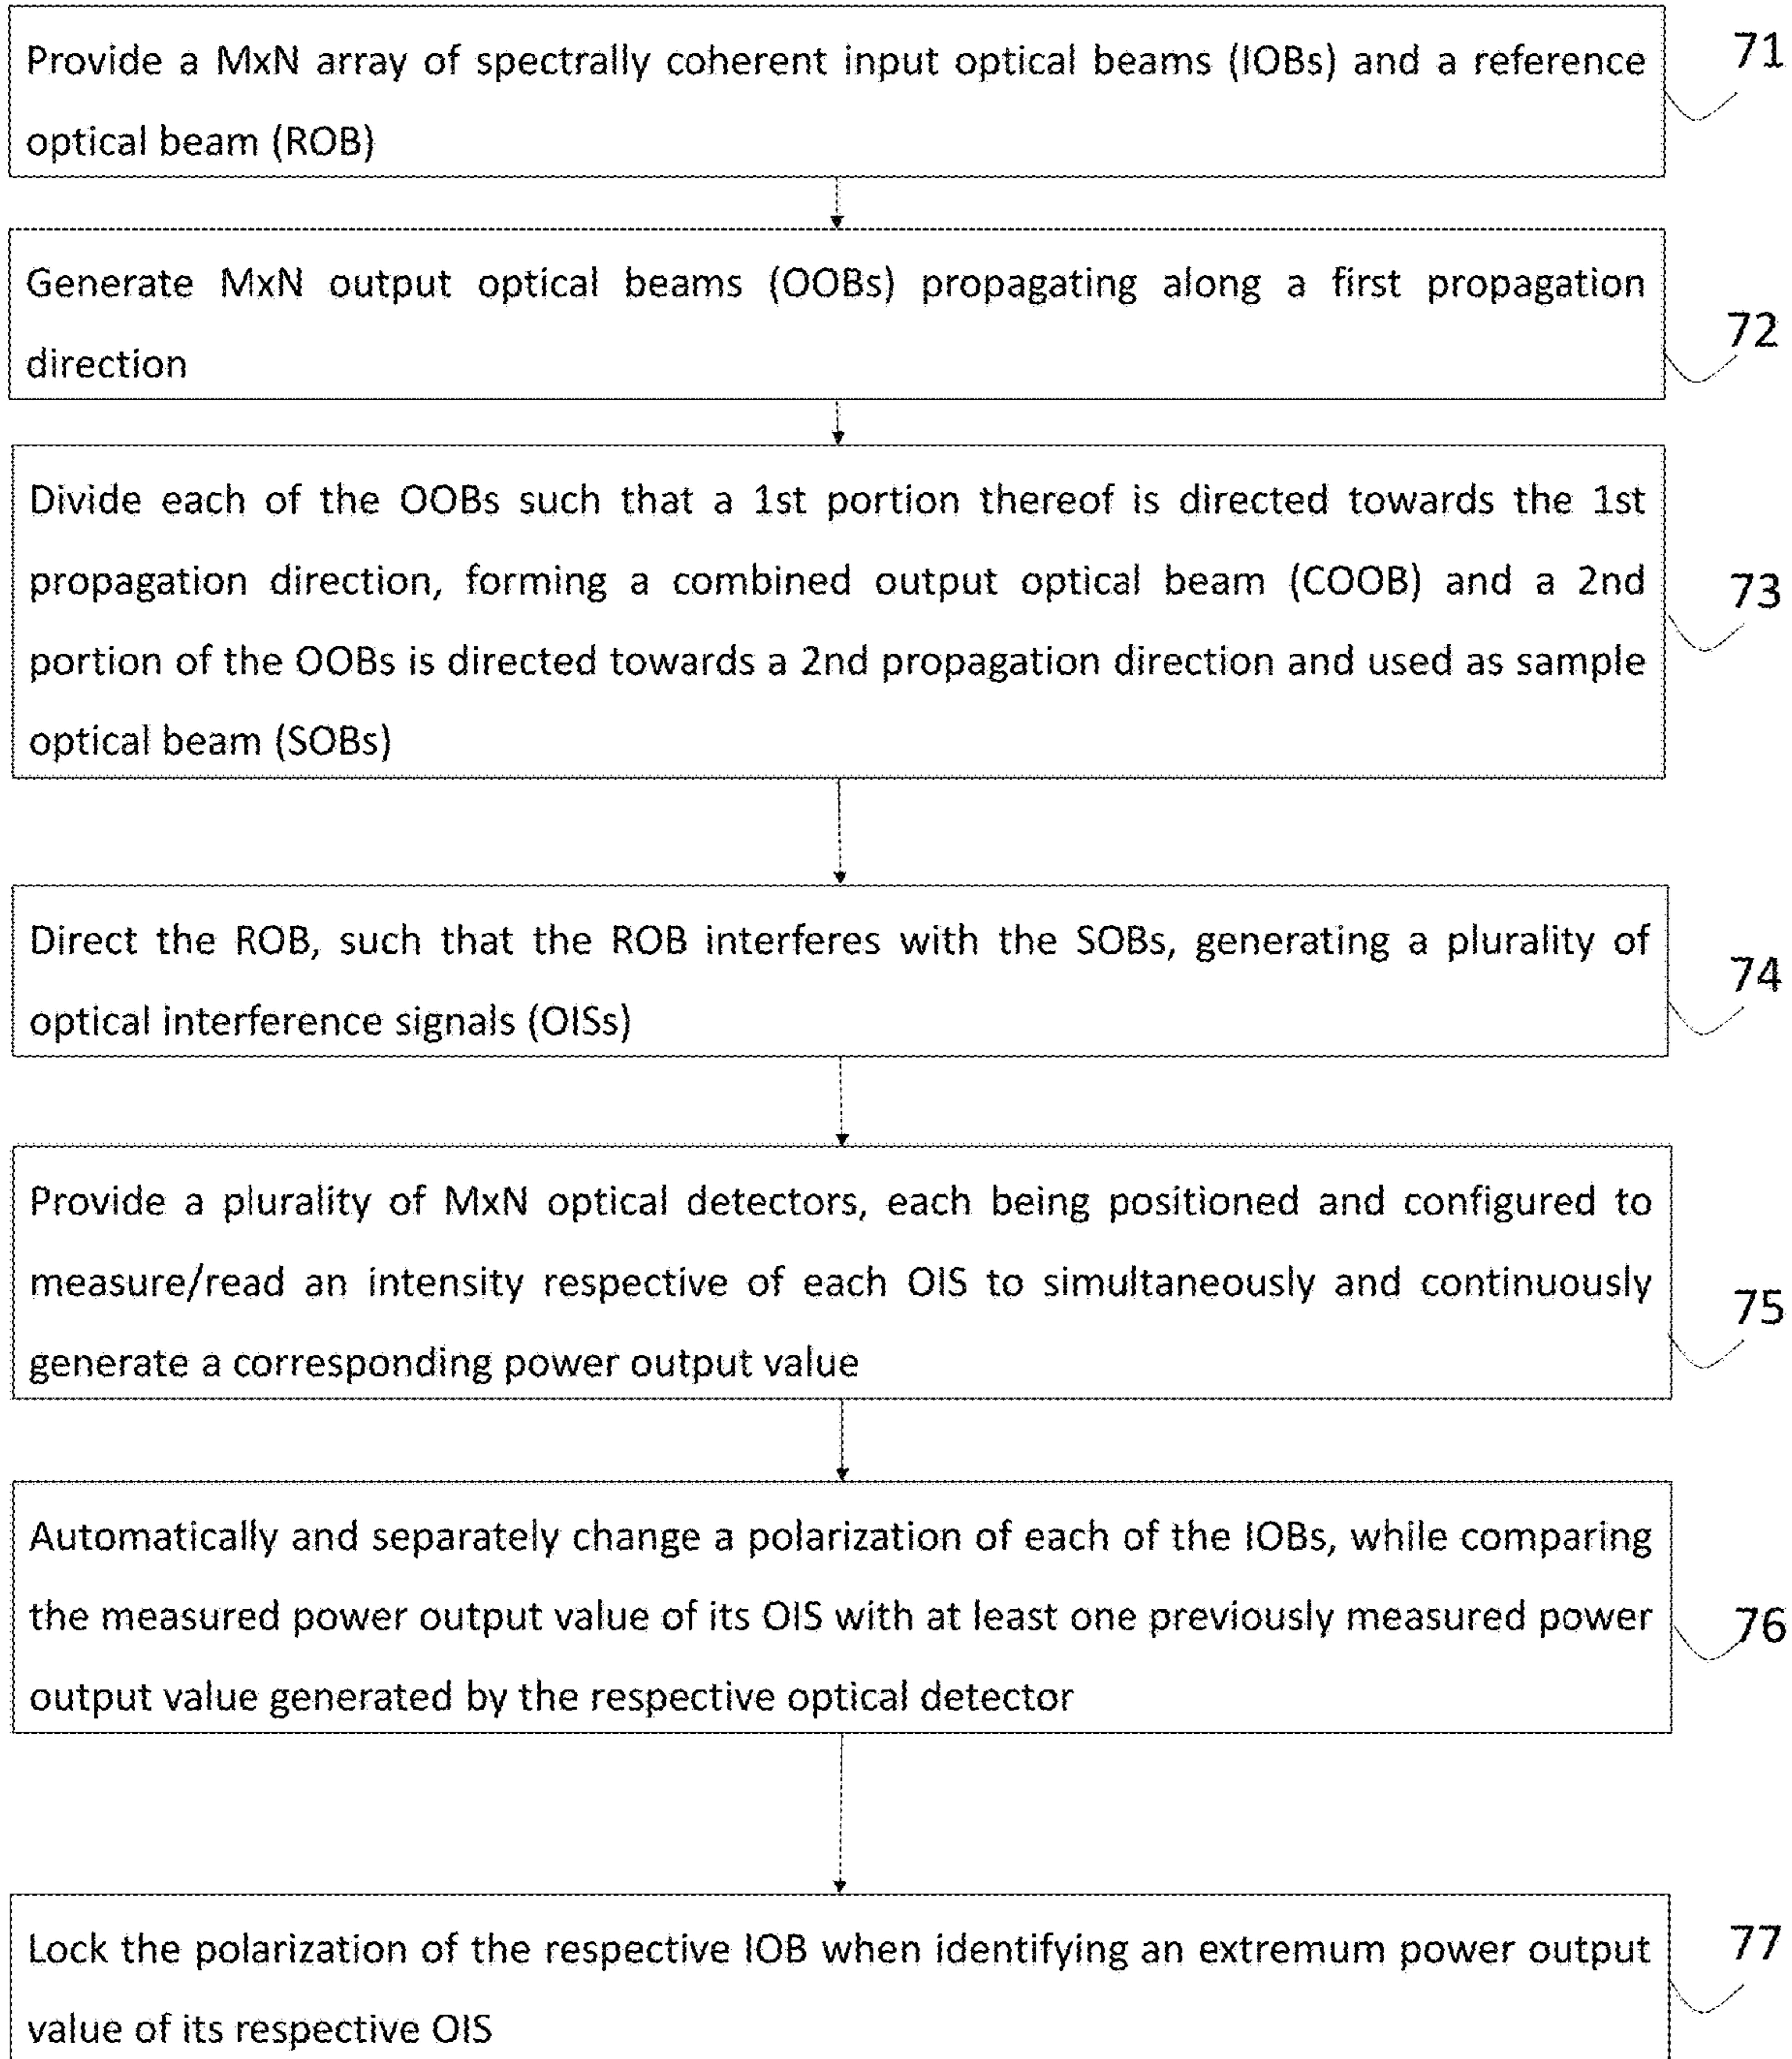 Provide a MxN array of spectrally coherent input optical beams (IOBs) and a reference
optical beam (ROB)
71
Generate MxN output optical beams (OOBs) propagating along a first propagation
direction
72
Divide each of the OOBs such that a 1st portion thereof is directed towards the 1st
propagation direction, forming a combined output optical beam (COOB) and a 2nd
portion of the OOBs is directed towards a 2nd propagation direction and used as sample
optical beam (SOBs)
73
Direct the ROB, such that the ROB interferes with the SOBs, generating a plurality of
optical interference signals (OISs)
74
Provide a plurality of MxN optical detectors, each being positioned and configured to
measure/read an intensity respective of each OIS to simultaneously and continuously
generate a corresponding power output value
75
Automatically and separately change a polarization of each of the IOBs, while comparing
the measured power output value of its OIS with at least one previously measured power
output value generated by the respective optical detector
76
Lock the polarization of the respective IOB when identifying an extremum power output
value of its respective OIS
77